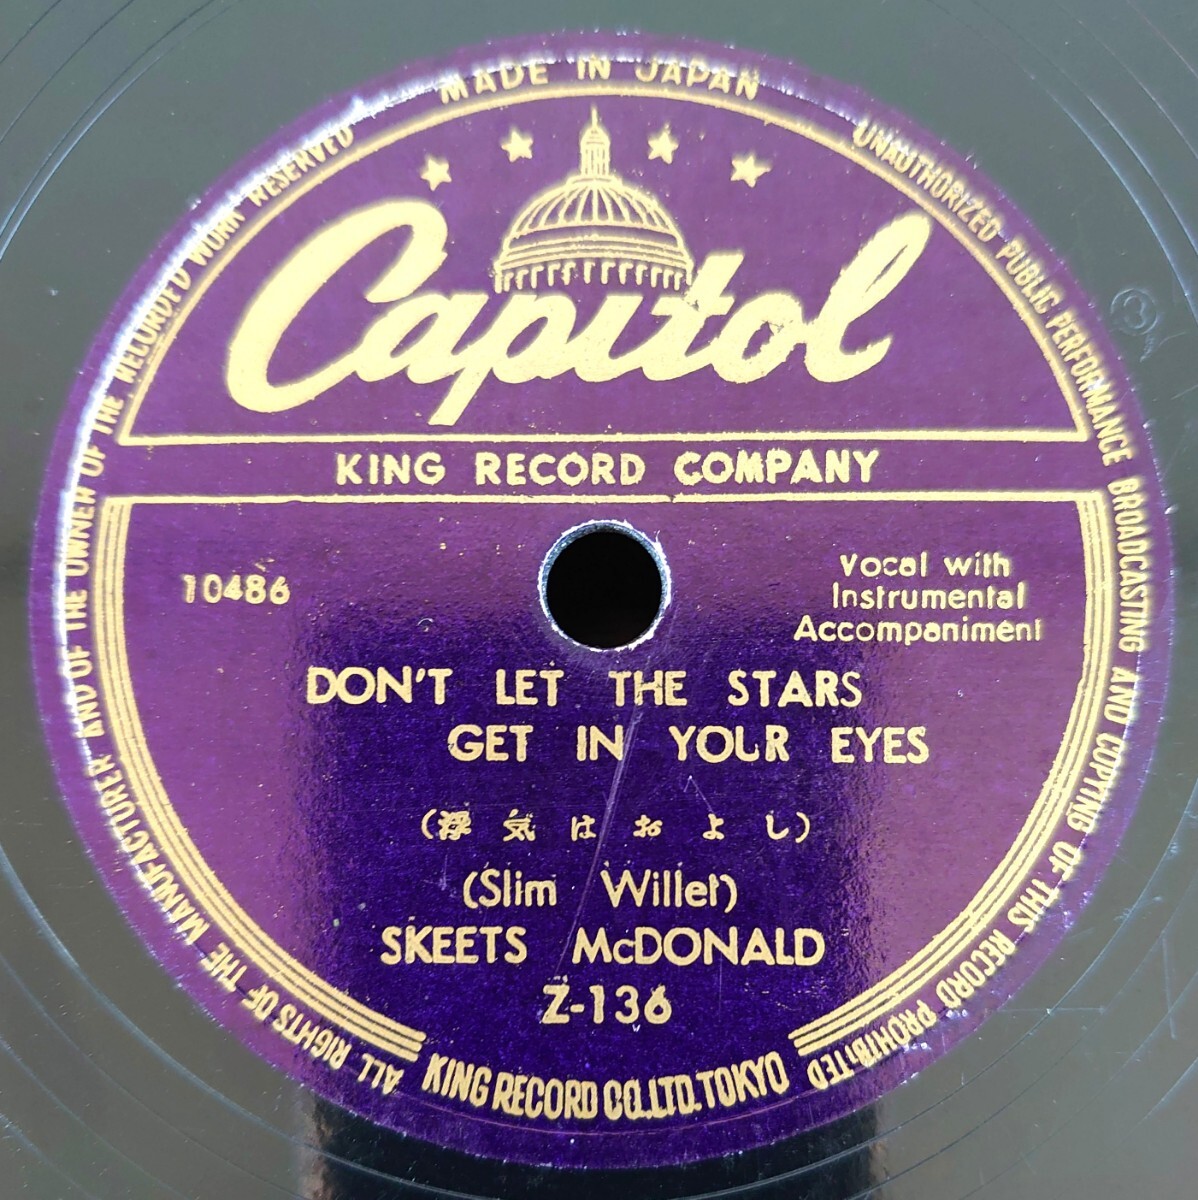 MADE IN JAPAN
Capitol
KING RECORD COMPANY
10486
Vocal with
Instrumental
Accompaniment
DON'T LET THE STARS
GET IN YOUR EYES
(浮気はおよし)
(Slim Willet)
SKEETS McDONALD
Z-136
ALL RIGHTS OF THE MANUFACTURER AND OF THE OWNER OF THE RECORDED WORK RESERVED
UNAUTHORIZED PUBLIC PERFORMANCE BROADCASTING AND COPYING OF THIS RECORD PROHIBITED
KING RECORD CO.LTD.TOKYO
3